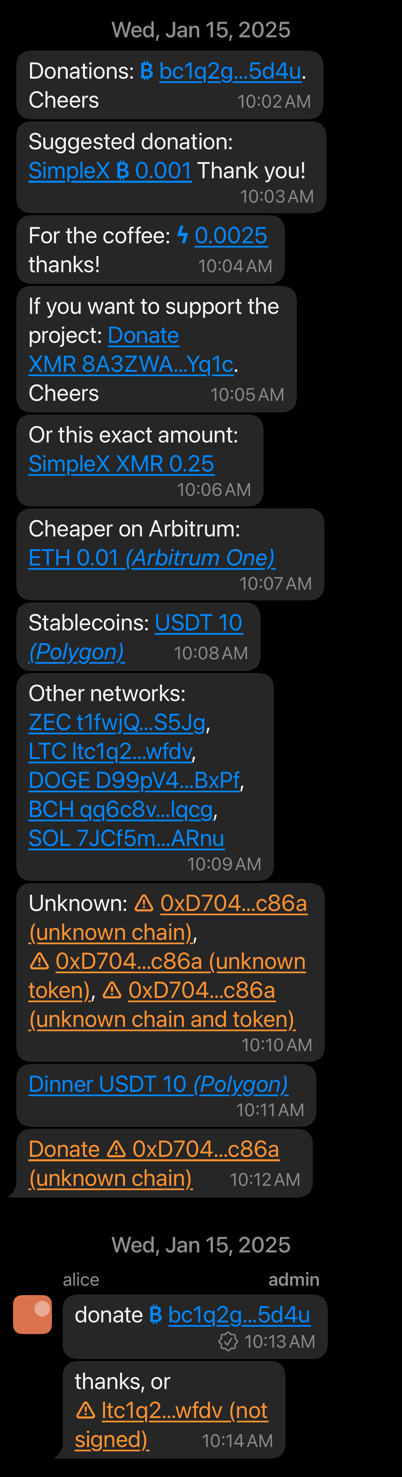 Wed, Jan 15, 2025
Donations: ₿ bc1q2g...5d4u.
Cheers 10:02 AM
Suggested donation:
SimpleX ₿ 0.001 Thank you!
10:03 AM
For the coffee: 0.0025
thanks! 10:04 AM
If you want to support the
project: Donate
XMR 8A3ZWA...Yq1c.
Cheers 10:05 AM
Or this exact amount:
SimpleX XMR 0.25
10:06 AM
Cheaper on Arbitrum:
ETH 0.01 (Arbitrum One)
10:07 AM
Stablecoins: USDT 10
(Polygon) 10:08 AM
Other networks:
ZEC t1fwjQ...S5Jg,
LTC ltc1q2...wfdv,
DOGE D99pV4...BxPf,
BCH qq6c8v...lqcg,
SOL 7JCf5m...ARnu
10:09 AM
Unknown: ⚠ 0xD704...c86a
(unknown chain),
⚠ 0xD704...c86a (unknown
token), ⚠ 0xD704...c86a
(unknown chain and token)
10:10 AM
Dinner USDT 10 (Polygon)
10:11 AM
Donate ⚠ 0xD704...c86a
(unknown chain) 10:12 AM
Wed, Jan 15, 2025
alice admin
donate ₿ bc1q2g...5d4u
10:13 AM
thanks, or
⚠ ltc1q2...wfdv (not
signed) 10:14 AM